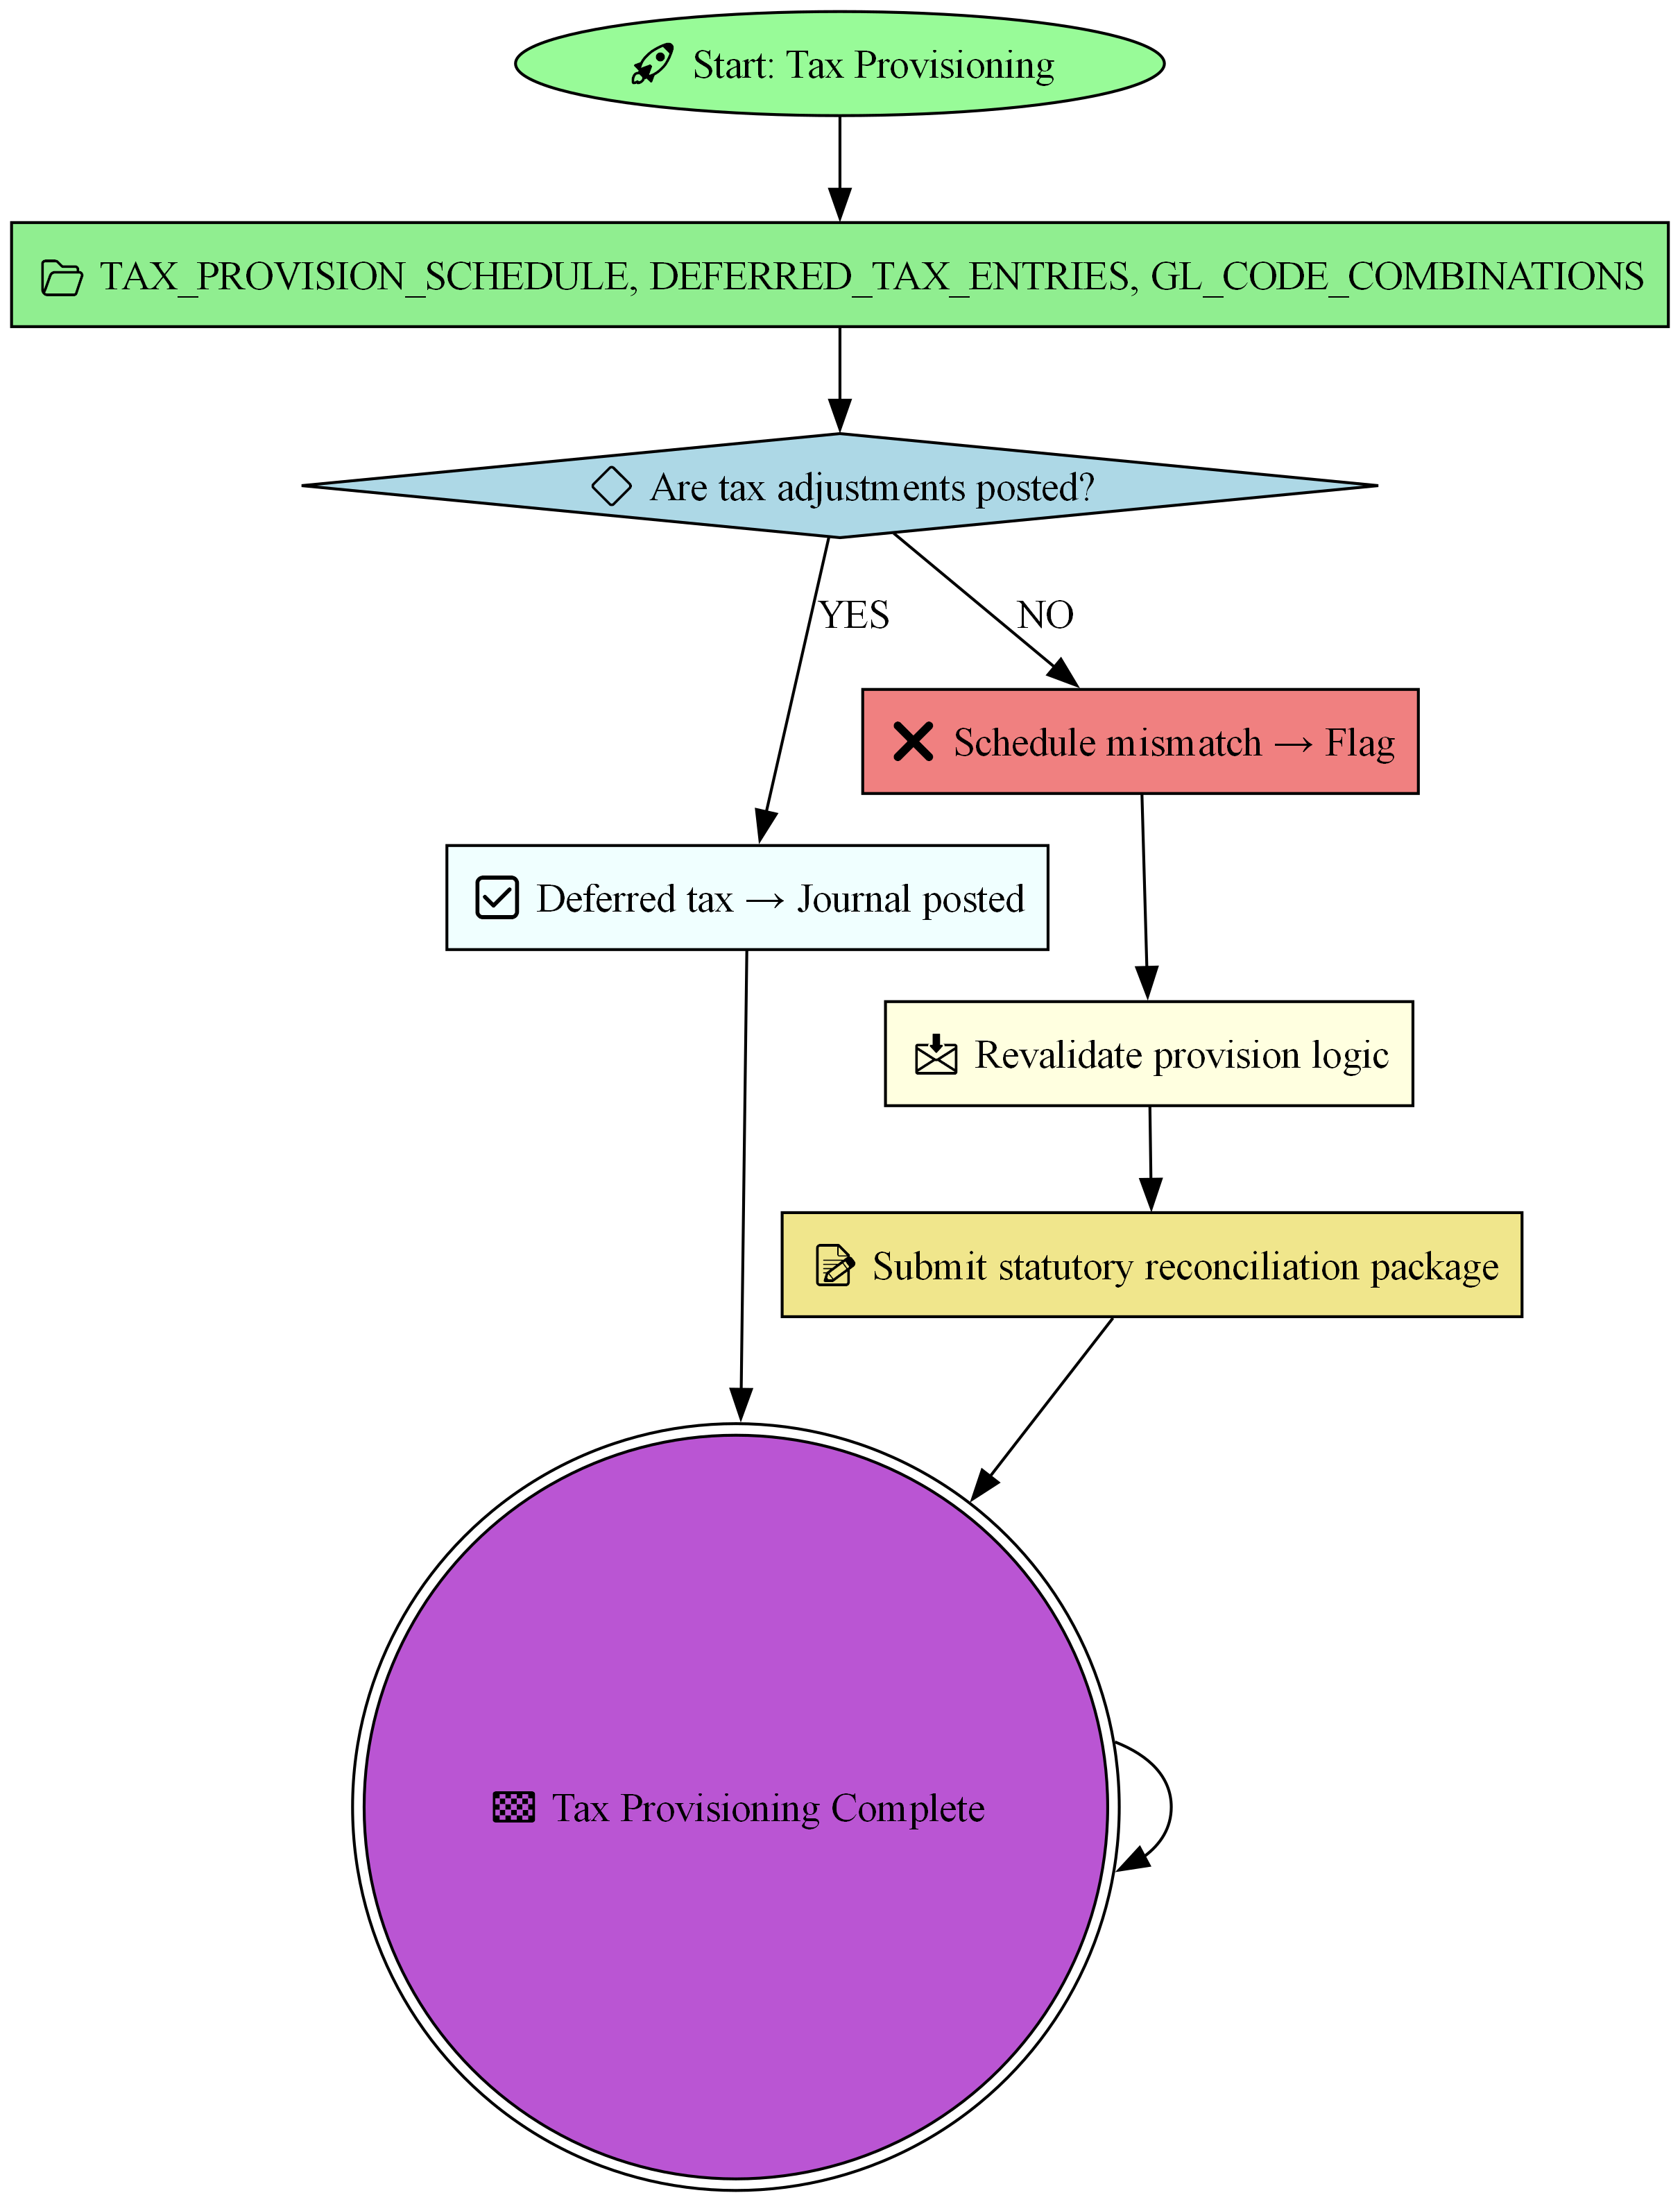 Start: Tax Provisioning
TAX_PROVISION_SCHEDULE, DEFERRED_TAX_ENTRIES, GL_CODE_COMBINATIONS
Are tax adjustments posted?
YES
NO
Schedule mismatch → Flag
Deferred tax → Journal posted
Revalidate provision logic
Submit statutory reconciliation package
Tax Provisioning Complete